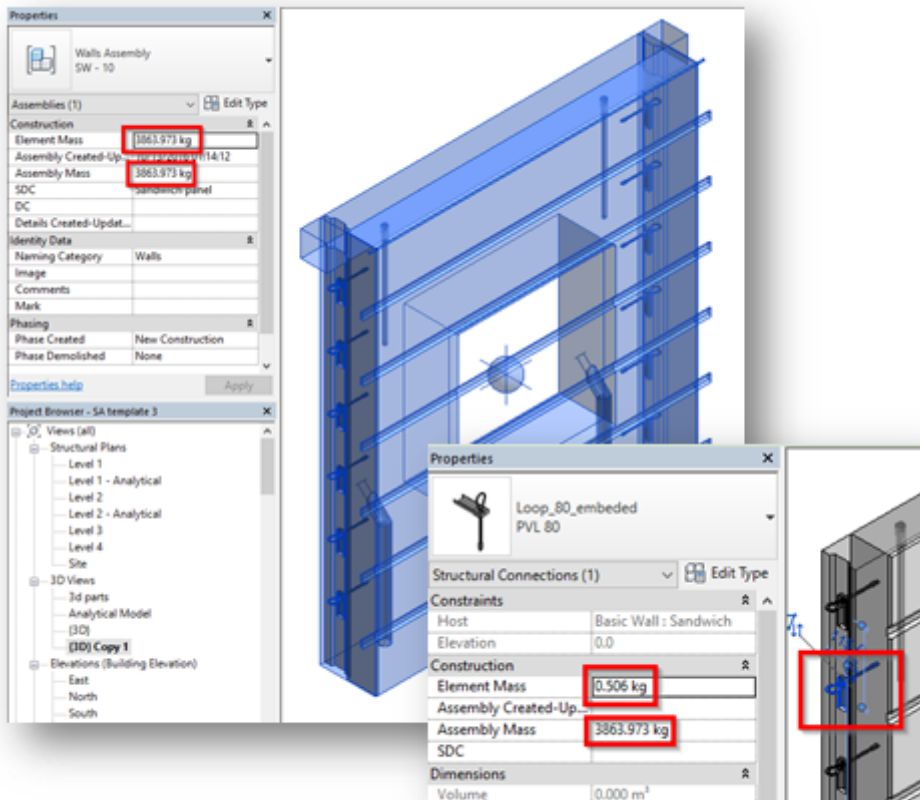 Properties
Walls Assembly
SW - 10
Assemblies (1)
Edit Type
Construction
Element Mass 3863.973 kg
Assembly Created-Up...
Assembly Mass 3863.973 kg
SDC Sandwich panel
DC
Details Created-Updat...
Identity Data
Naming Category Walls
Image
Comments
Mark
Phasing
Phase Created New Construction
Phase Demolished None
Properties help
Apply
Project Browser - SA template 3
Views (all)
Structural Plans
Level 1
Level 1 - Analytical
Level 2
Level 2 - Analytical
Level 3
Level 4
Site
3D Views
3d parts
Analytical Model
{3D}
{3D} Copy 1
Elevations (Building Elevation)
East
North
South
Properties
Loop_80_embeded
PVL 80
Structural Connections (1)
Edit Type
Constraints
Host Basic Wall : Sandwich
Elevation 0.0
Construction
Element Mass 0.506 kg
Assembly Created-Up...
Assembly Mass 3863.973 kg
SDC
Dimensions
Volume 0.000 m³